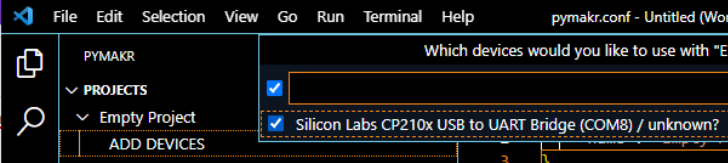 File Edit Selection View Go Run Terminal Help pymakr.conf - Untitled (Wor
PYMAKR
Which devices would you like to use with "E
PROJECTS
Empty Project
Silicon Labs CP210x USB to UART Bridge (COM8) / unknown?
ADD DEVICES
3 }